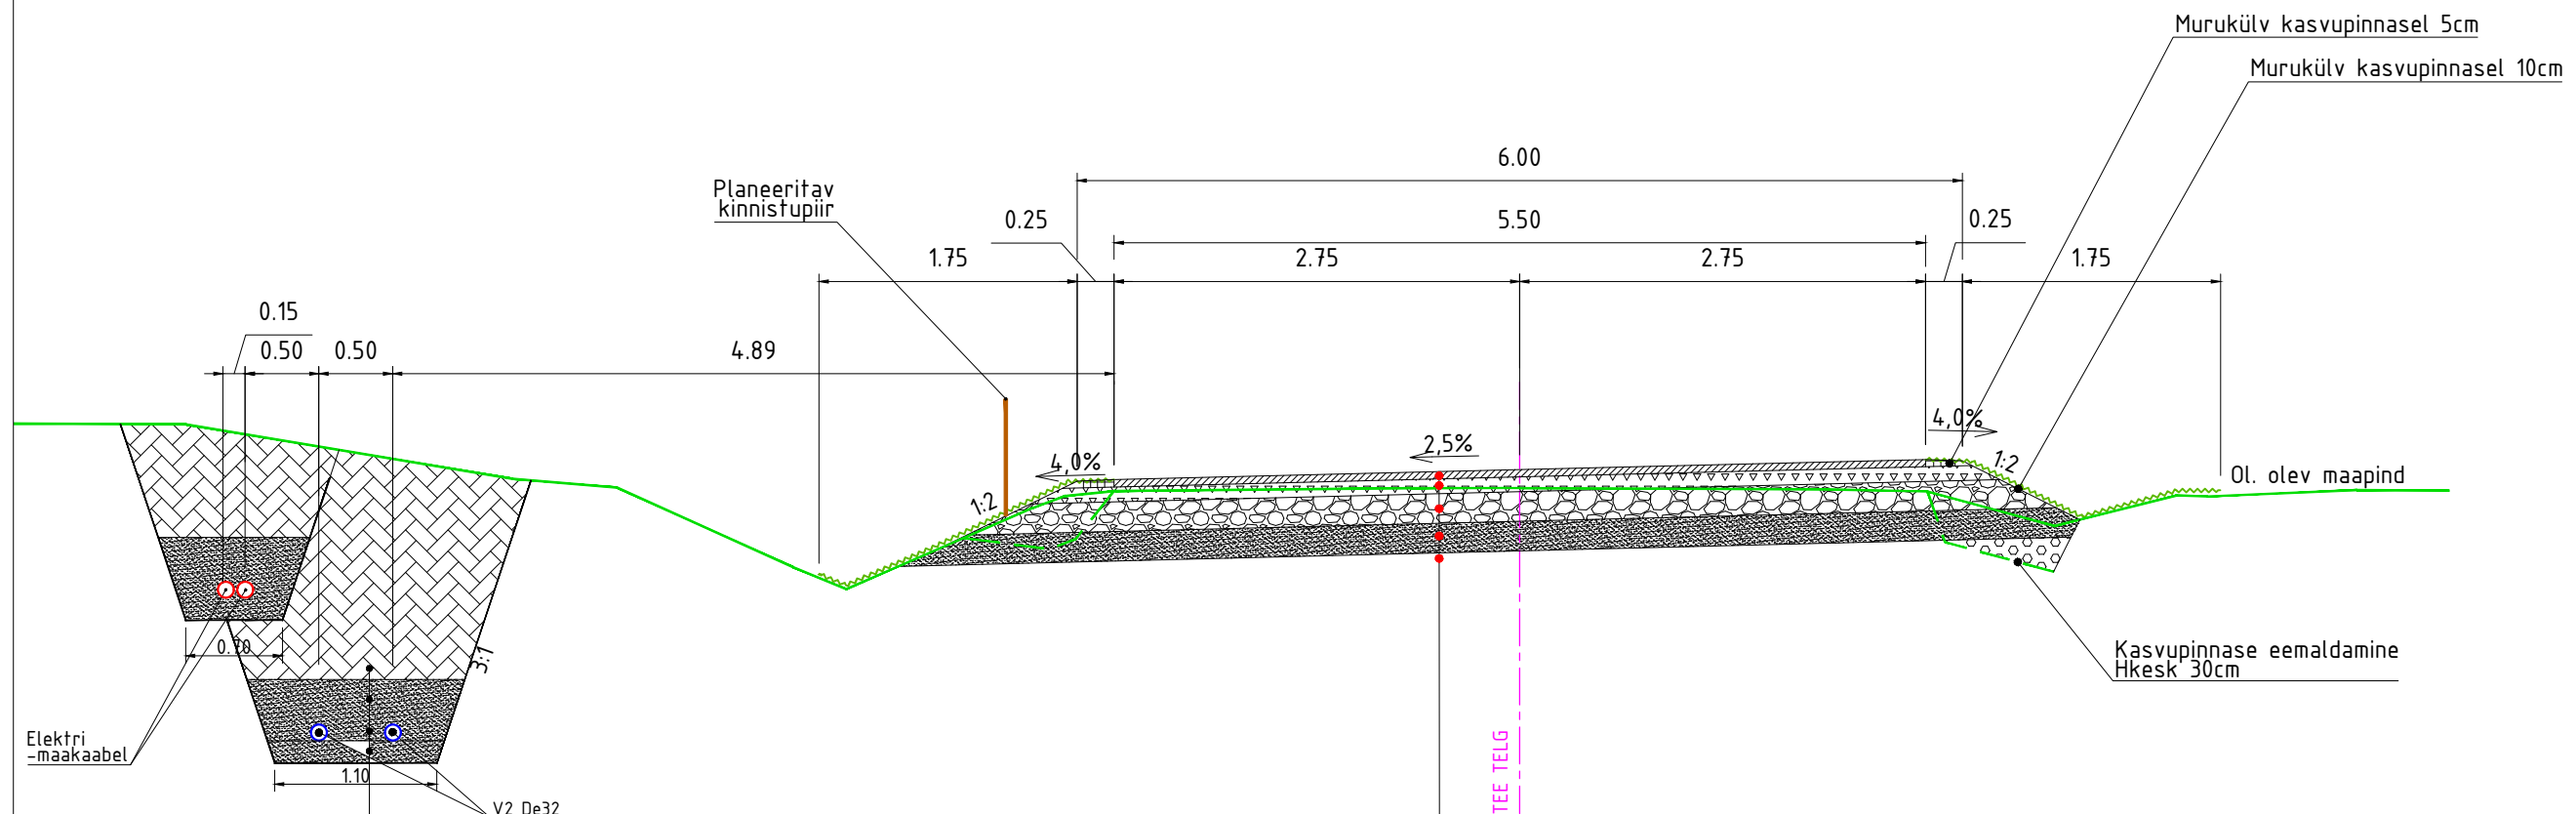 Murukülv kasvupinnasel 5cm
Murukülv kasvupinnasel 10cm
6.00
Planeeritav
kinnistupiir
0.25
5.50
0.25
1.75
2.75
2.75
1.75
0.15
0.50
0.50
4.89
4,0%
2,5%
4,0%
1:2
1:2
Ol. olev maapind
0.70
3:1
Kasvupinnase eemaldamine
Hkesk 30cm
Elektri
-maakaabel
1.10
TEE TELG
V2 De32